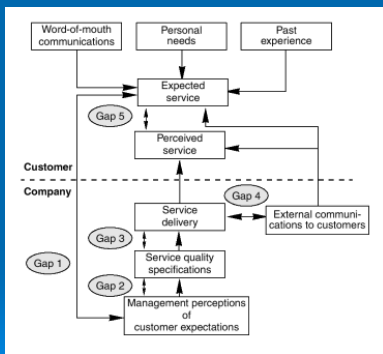 Word-of-mouth
communications
Personal
needs
Past
experience
Expected
service
Gap 5
Perceived
service
Customer
Company
Gap 4
Service
delivery
External communi-
cations to customers
Gap 3
Service quality
specifications
Gap 1
Gap 2
Management perceptions
of
customer expectations